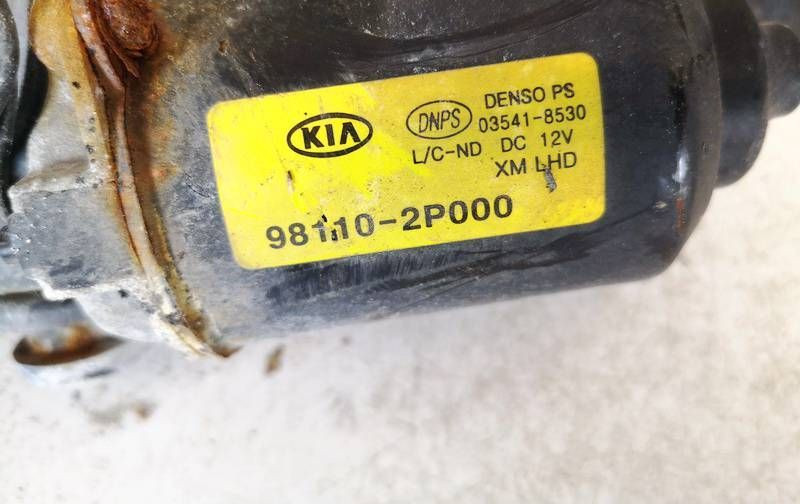 KIA
DNPS
DENSO PS
03541-8530
L/C-ND DC 12V
XM LHD
98110-2P000